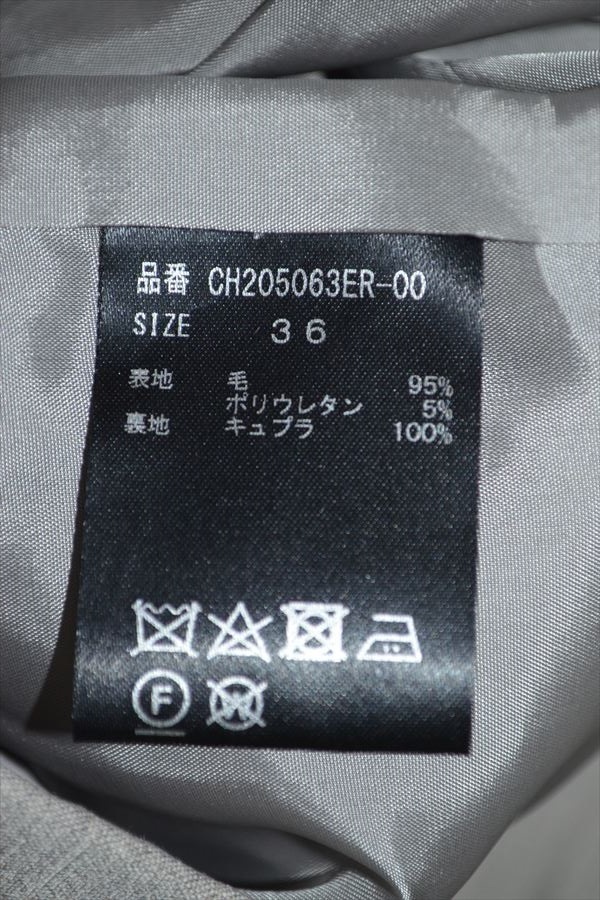 品番 CH205063ER-00
SIZE 36
表地 毛 95%
ポリウレタン 5%
裏地 キュプラ 100%
F W